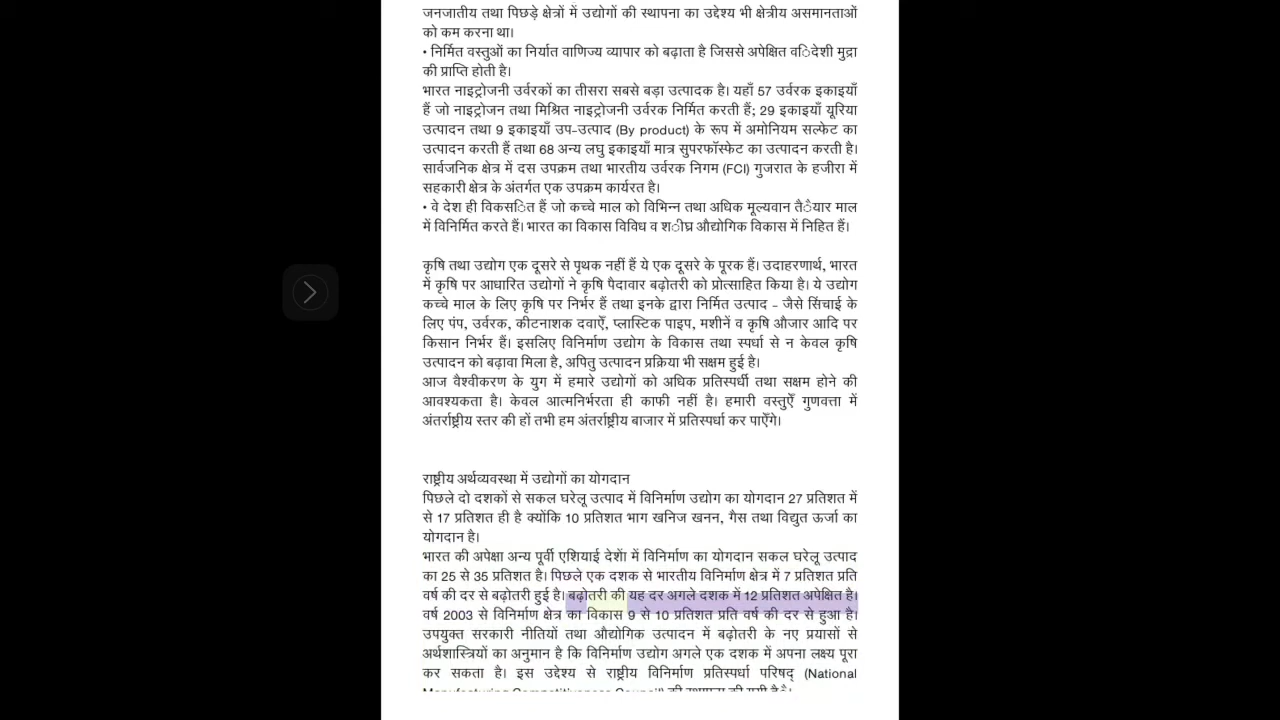 जनजातीय तथा पिछड़े क्षेत्रों में उद्योगों की स्थापना का उद्देश्य भी क्षेत्रीय असमानताओं
को कम करना था।
• निर्मित वस्तुओं का निर्यात वाणिज्य व्यापार को बढ़ाता है जिससे अपेक्षित वि​देशी मुद्रा
की प्राप्ति होती है।
भारत नाइट्रोजनी उर्वरकों का तीसरा सबसे बड़ा उत्पादक है। यहाँ 57 उर्वरक इकाइयाँ
हैं जो नाइट्रोजन तथा मिश्रित नाइट्रोजनी उर्वरक निर्मित करती हैं; 29 इकाइयाँ यूरिया
उत्पादन तथा 9 इकाइयाँ उप-उत्पाद (By product) के रूप में अमोनियम सल्फेट का
उत्पादन करती हैं तथा 68 अन्य लघु इकाइयाँ मात्र सुपरफॉस्फेट का उत्पादन करती है।
सार्वजनिक क्षेत्र में दस उपक्रम तथा भारतीय उर्वरक निगम (FCI) गुजरात के हजीरा में
सहकारी क्षेत्र के अंतर्गत एक उपक्रम कार्यरत है।
• वे देश ही विकसिात हैं जो कच्चे माल को विभिन्न तथा अधिक मूल्यवान तैैयार माल
में विनिर्मित करते हैं। भारत का विकास विविध व शीघ्र औद्योगिक विकास में निहित हैं।
कृषि तथा उद्योग एक दूसरे से पृथक नहीं हैं ये एक दूसरे के पूरक हैं। उदाहरणार्थ, भारत
में कृषि पर आधारित उद्योगों ने कृषि पैदावार बढ़ोतरी को प्रोत्साहित किया है। ये उद्योग
कच्चे माल के लिए कृषि पर निर्भर हैं तथा इनके द्वारा निर्मित उत्पाद - जैसे सिंचाई के
लिए पंप, उर्वरक, कीटनाशक दवाएँ, प्लास्टिक पाइप, मशीनें व कृषि औजार आदि पर
किसान निर्भर हैं। इसलिए विनिर्माण उद्योग के विकास तथा स्पर्धा से न केवल कृषि
उत्पादन को बढ़ावा मिला है, अपितु उत्पादन प्रक्रिया भी सक्षम हुई है।
आज वैश्वीकरण के युग में हमारे उद्योगों को अधिक प्रतिस्पर्धी तथा सक्षम होने की
आवश्यकता है। केवल आत्मनिर्भरता ही काफी नहीं है। हमारी वस्तुएँ गुणवत्ता में
अंतर्राष्ट्रीय स्तर की हों तभी हम अंतर्राष्ट्रीय बाजार में प्रतिस्पर्धा कर पाएँगे।
राष्ट्रीय अर्थव्यवस्था में उद्योगों का योगदान
पिछले दो दशकों से सकल घरेलू उत्पाद में विनिर्माण उद्योग का योगदान 27 प्रतिशत में
से 17 प्रतिशत ही है क्योंकि 10 प्रतिशत भाग खनिज खनन, गैस तथा विद्युत ऊर्जा का
योगदान है।
भारत की अपेक्षा अन्य पूर्वी एशियाई देशों में विनिर्माण का योगदान सकल घरेलू उत्पाद
का 25 से 35 प्रतिशत है। पिछले एक दशक से भारतीय विनिर्माण क्षेत्र में 7 प्रतिशत प्रति
वर्ष की दर से बढ़ोतरी हुई है। बढ़ोतरी की यह दर अगले दशक में 12 प्रतिशत अपेक्षित है।
वर्ष 2003 से विनिर्माण क्षेत्र का विकास 9 से 10 प्रतिशत प्रति वर्ष की दर से हुआ है।
उपयुक्त सरकारी नीतियों तथा औद्योगिक उत्पादन में बढ़ोतरी के नए प्रयासों से
अर्थशास्त्रियों का अनुमान है कि विनिर्माण उद्योग अगले एक दशक में अपना लक्ष्य पूरा
कर सकता है। इस उद्देश्य से राष्ट्रीय विनिर्माण प्रतिस्पर्धा परिषद् (National
Manufacturing Competitiveness Council) की स्थापना की गयी है।